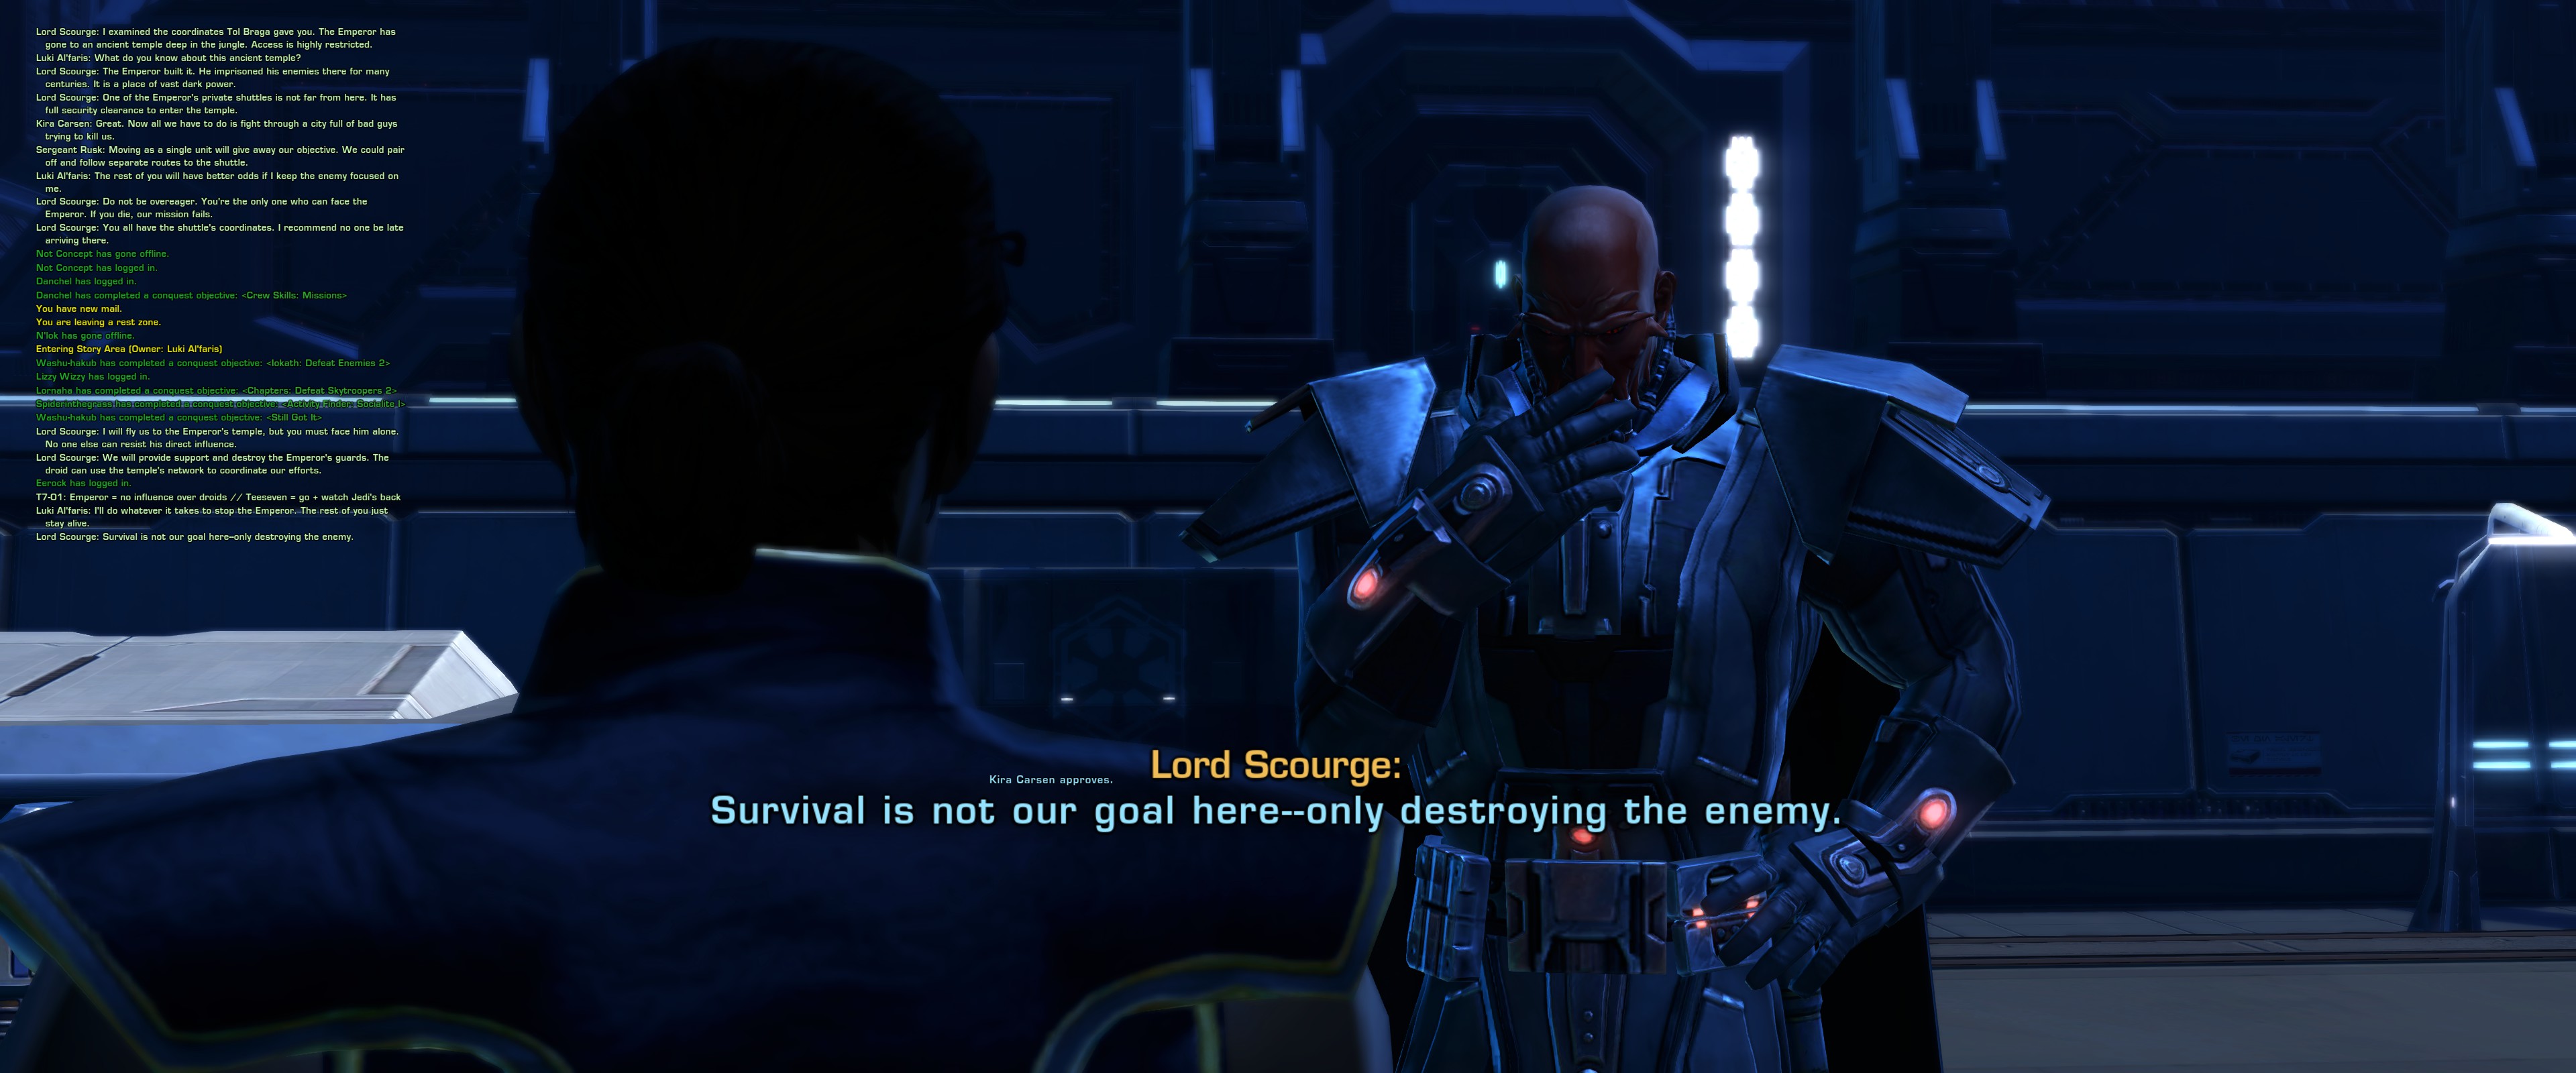 Lord Scourge: I examined the coordinates Tol Braga gave you. The Emperor has
gone to an ancient temple deep in the jungle. Access is highly restricted.
Luki Al'faris: What do you know about this ancient temple?
Lord Scourge: The Emperor built it. He imprisoned his enemies there for many
centuries. It is a place of vast dark power.
Lord Scourge: One of the Emperor's private shuttles is not far from here. It has
full security clearance to enter the temple.
Kira Carsen: Great. Now all we have to do is fight through a city full of bad guys
trying to kill us.
Sergeant Rusk: Moving as a single unit will give away our objective. We could pair
off and follow separate routes to the shuttle.
Luki Al'faris: The rest of you will have better odds if I keep the enemy focused on
me.
Lord Scourge: Do not be overeager. You're the only one who can face the
Emperor. If you die, our mission fails.
Lord Scourge: You all have the shuttle's coordinates. I recommend no one be late
arriving there.
Not Concept has gone offline.
Not Concept has logged in.
Danchel has logged in.
Danchel has completed a conquest objective: <Crew Skills: Missions>
You have new mail.
You are leaving a rest zone.
N'lok has gone offline.
Entering Story Area (Owner: Luki Al'faris)
Washu-hakub has completed a conquest objective: <Iokath: Defeat Enemies 2>
Lizzy Wizzy has logged in.
Lornaha has completed a conquest objective: <Chapters: Defeat Skytroopers 2>
Spiderinthegrass has completed a conquest objective: <Activity Finder: Socialite I>
Washu-hakub has completed a conquest objective: <Still Got It>
Lord Scourge: I will fly us to the Emperor's temple, but you must face him alone.
No one else can resist his direct influence.
Lord Scourge: We will provide support and destroy the Emperor's guards. The
droid can use the temple's network to coordinate our efforts.
Eerock has logged in.
T7-O1: Emperor = no influence over droids // Teeseven = go + watch Jedi's back
Luki Al'faris: I'll do whatever it takes to stop the Emperor. The rest of you just
stay alive.
Lord Scourge: Survival is not our goal here--only destroying the enemy.
Lord Scourge:
Kira Carsen approves.
Survival is not our goal here--only destroying the enemy.